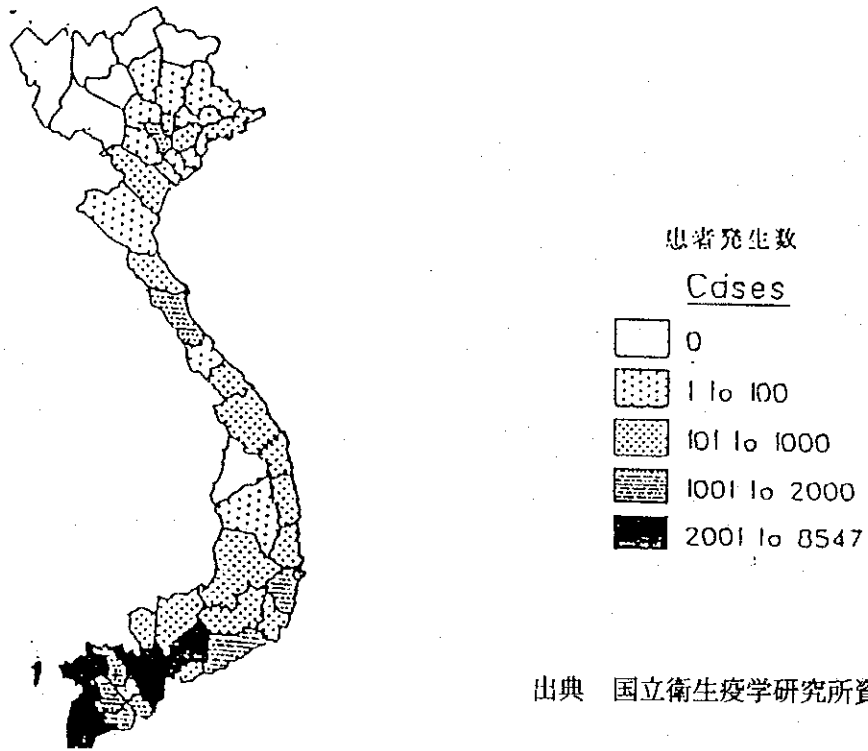 患者発生数
Cases
0
1 to 100
101 to 1000
1001 to 2000
2001 to 8547
出典 国立衛生疫学研究所資